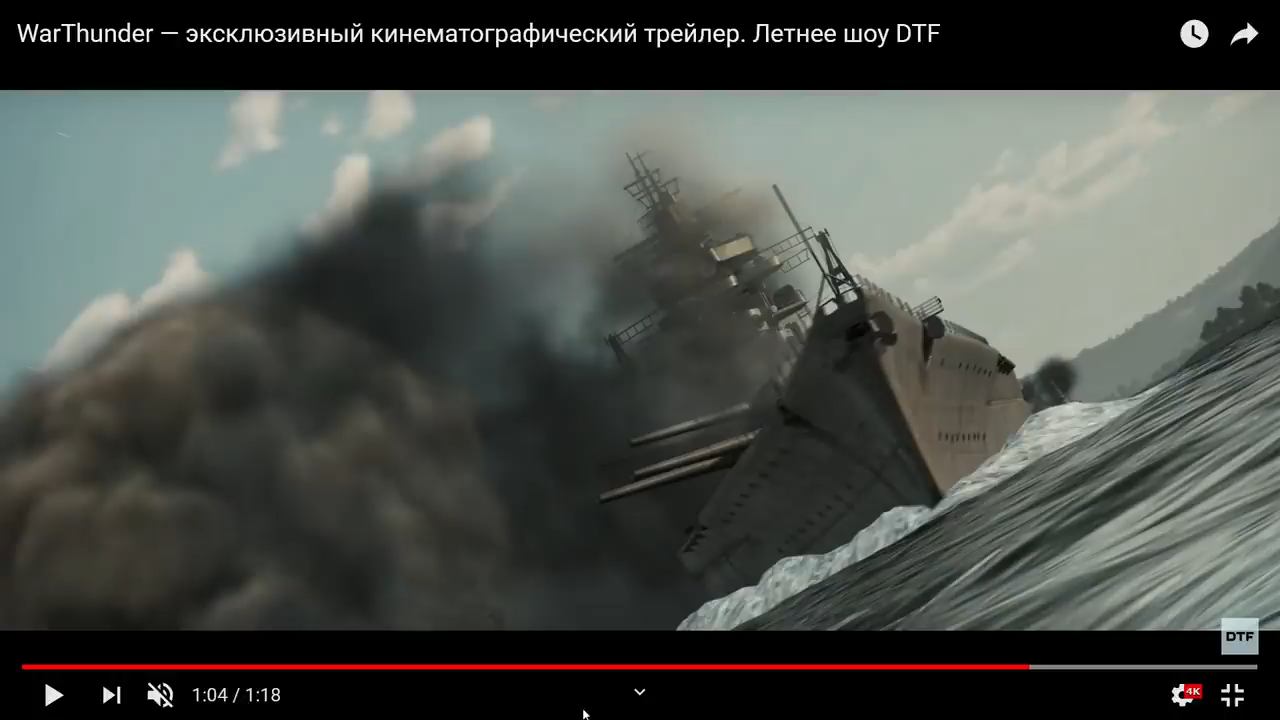 WarThunder — эксклюзивный кинематографический трейлер. Летнее шоу DTF
DTF
1:04 / 1:18
4K